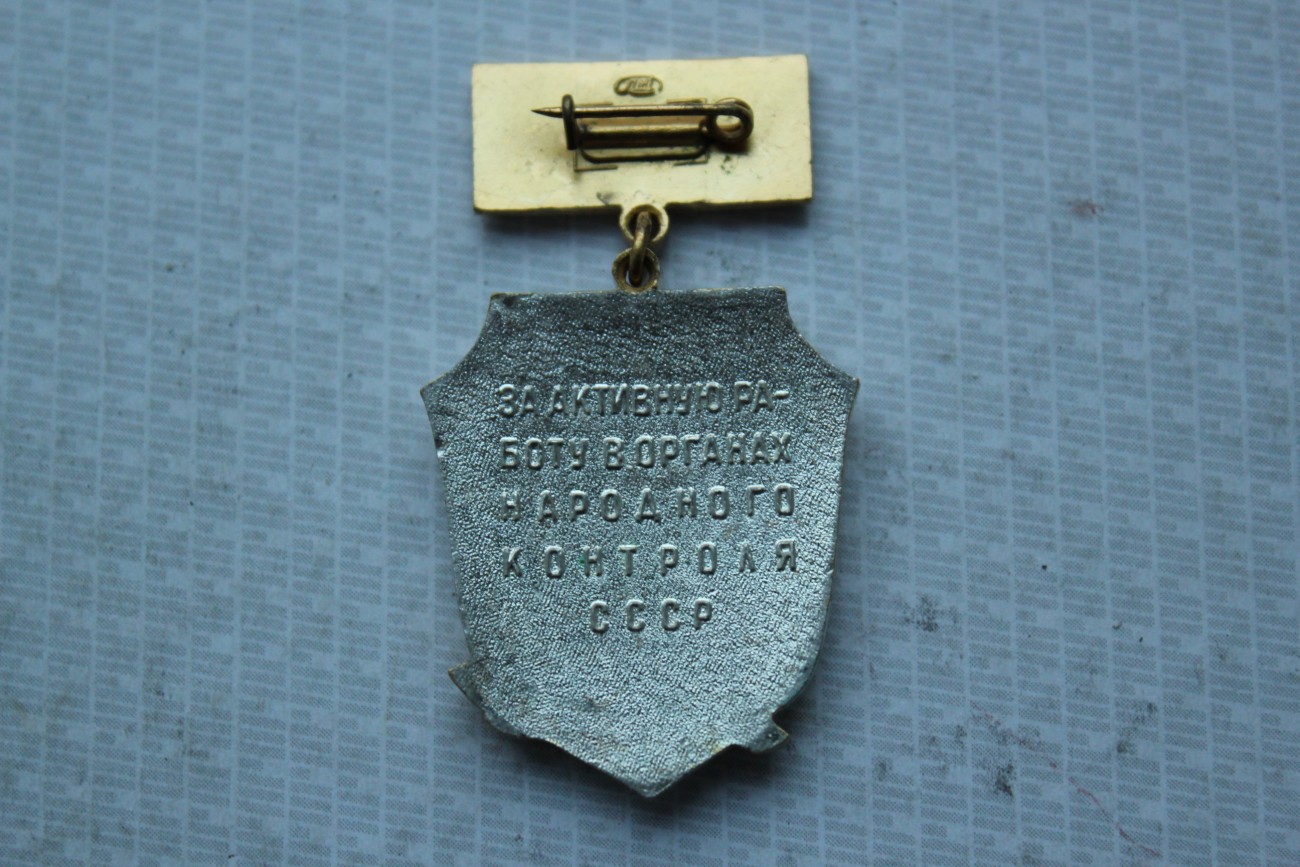 ЗА АКТИВНУЮ РА-
БОТУ В ОРГАНАХ
НАРОДНОГО
КОНТРОЛЯ
СССР